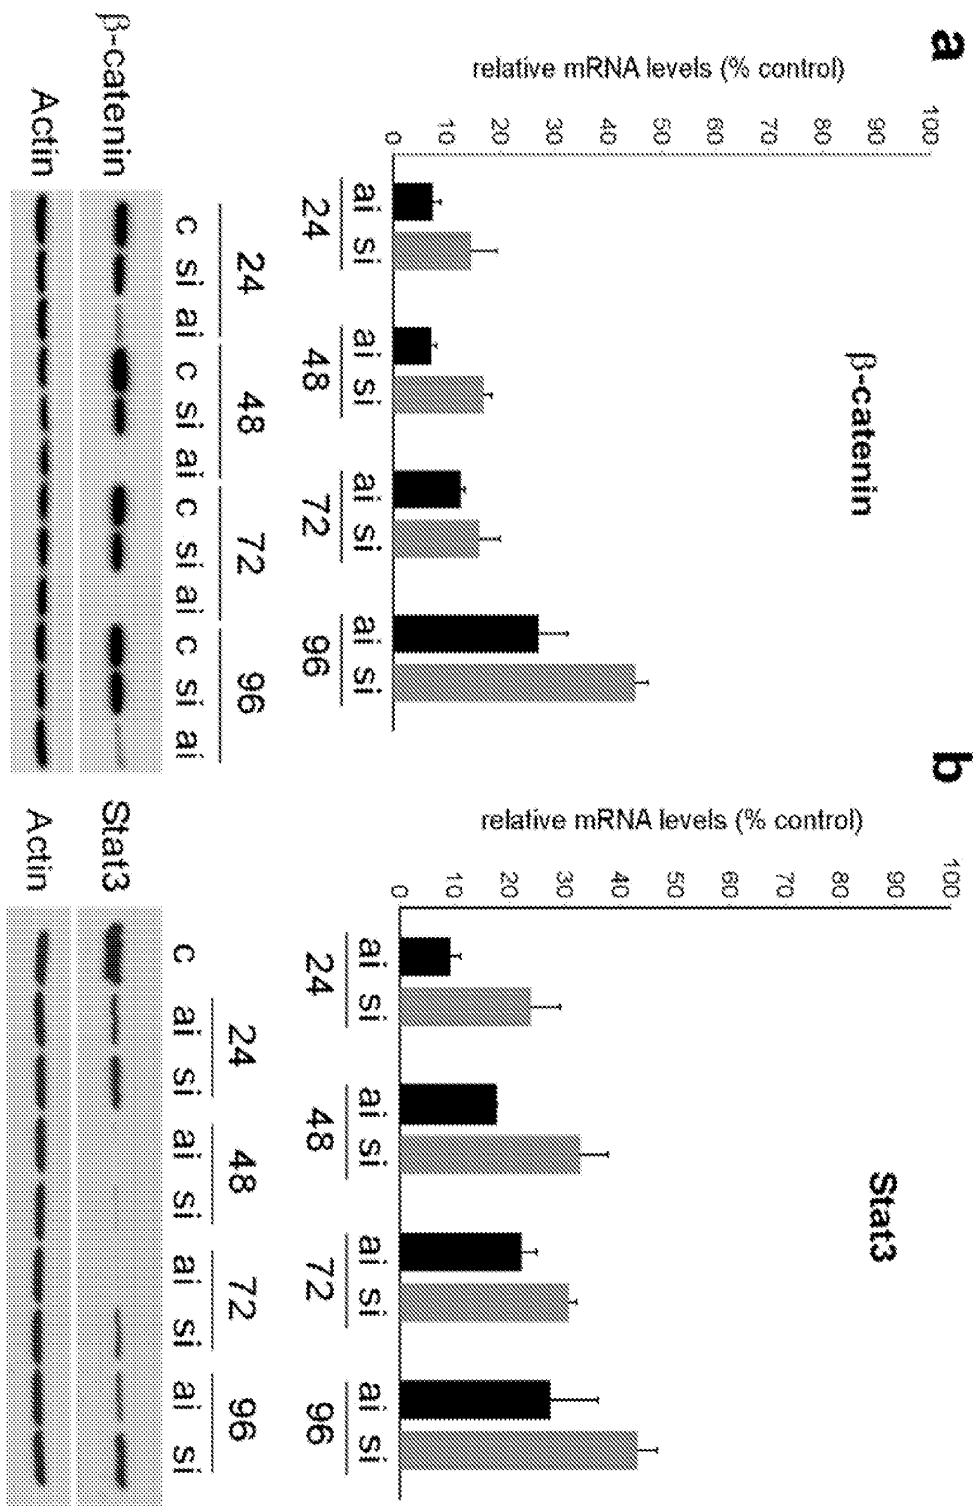 a
β-catenin
relative mRNA levels (% control)
100
90
80
70
60
50
40
30
20
10
0
ai si ai si ai si ai si
24 48 72 96
24 48 72 96
c si ai c si ai c si ai c si ai
β-catenin
Actin
b
Stat3
relative mRNA levels (% control)
100
90
80
70
60
50
40
30
20
10
0
ai si ai si ai si ai si
24 48 72 96
24 48 72 96
c ai si ai si ai si ai si
Stat3
Actin